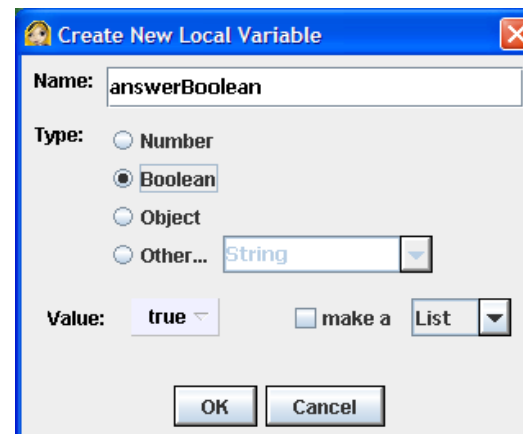 Create New Local Variable
Name: answerBoolean
Type: Number
Boolean
Object
Other... String
Value: true make a List
OK Cancel